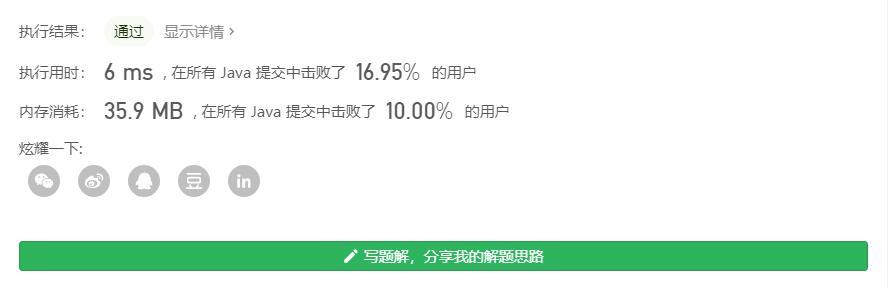 执行结果： 通过 显示详情 ›
执行用时： 6 ms , 在所有 Java 提交中击败了 16.95% 的用户
内存消耗： 35.9 MB , 在所有 Java 提交中击败了 10.00% 的用户
炫耀一下:
豆 in
写题解，分享我的解题思路